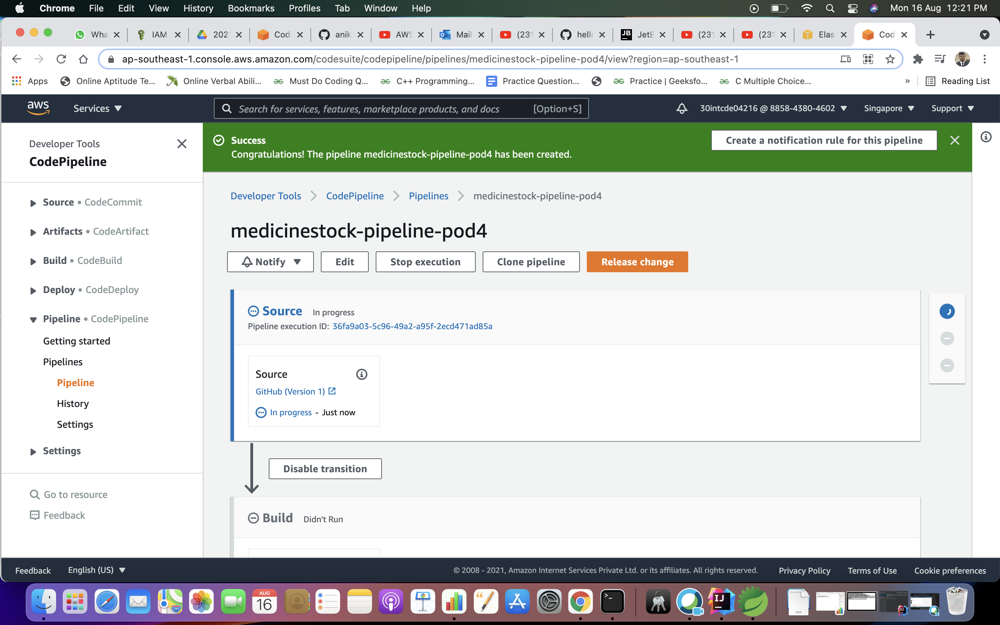 Chrome File Edit View History Bookmarks Profiles Tab Window Help Mon 16 Aug 12:21 PM
Wha IAM 202 Cod anik AWS Mail (231 hello JB JetB (231 (231 Elas Cod
ap-southeast-1.console.aws.amazon.com/codesuite/codepipeline/pipelines/medicinestock-pipeline-pod4/view?region=ap-southeast-1
Apps Online Aptitude Te... Online Verbal Abili... Must Do Coding Q... C++ Programming... Practice Question... Practice | Geeksfo... C Multiple Choice... » Reading List
aws Services Search for services, features, marketplace products, and docs [Option+S] 30intcde04216 @ 8858-4380-4602 Singapore Support
Developer Tools
CodePipeline
Source • CodeCommit
Artifacts • CodeArtifact
Build • CodeBuild
Deploy • CodeDeploy
Pipeline • CodePipeline
Getting started
Pipelines
Pipeline
History
Settings
Settings
Go to resource
Feedback
Success
Congratulations! The pipeline medicinestock-pipeline-pod4 has been created.
Create a notification rule for this pipeline
Developer Tools CodePipeline Pipelines medicinestock-pipeline-pod4
medicinestock-pipeline-pod4
Notify Edit Stop execution Clone pipeline Release change
Source In progress
Pipeline execution ID: 36fa9a03-5c96-49a2-a95f-2ecd471ad85a
Source
GitHub (Version 1)
In progress - Just now
Disable transition
Build Didn't Run
Feedback English (US) © 2008 - 2021, Amazon Internet Services Private Ltd. or its affiliates. All rights reserved. Privacy Policy Terms of Use Cookie preferences
280
AUG
16
>_
IJ
CSV
IJ